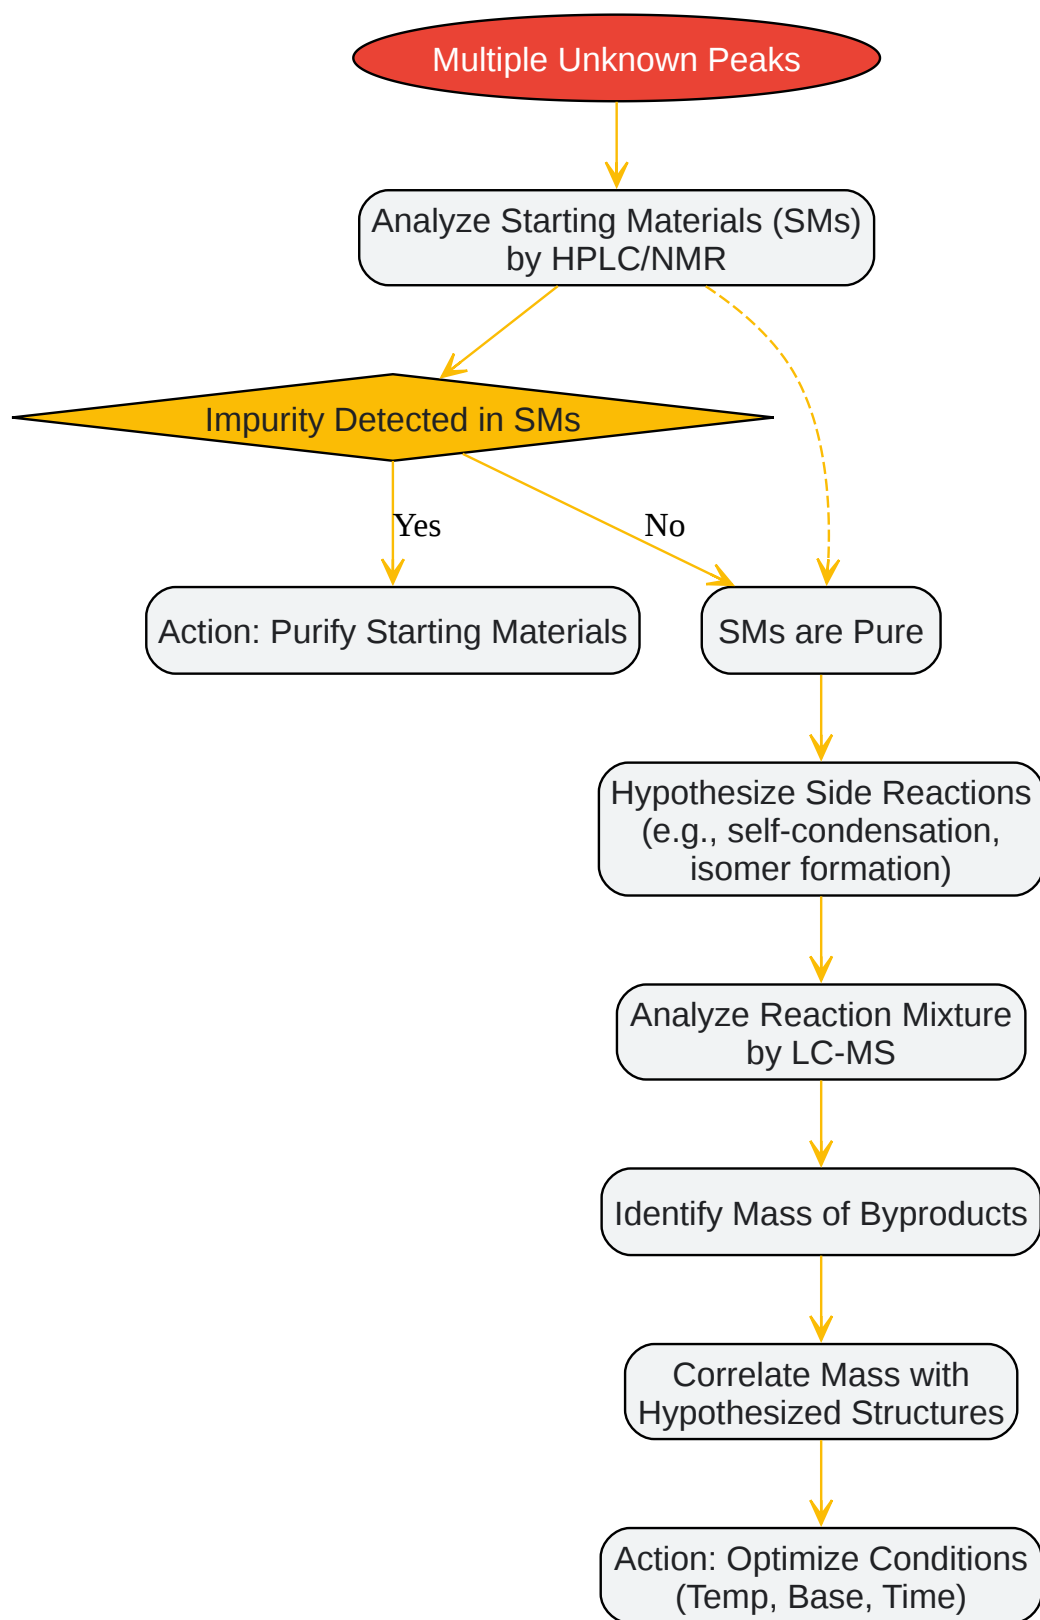 Multiple Unknown Peaks
Analyze Starting Materials (SMs)
by HPLC/NMR
Impurity Detected in SMs
Yes
No
Action: Purify Starting Materials
SMs are Pure
Hypothesize Side Reactions
(e.g., self-condensation,
isomer formation)
Analyze Reaction Mixture
by LC-MS
Identify Mass of Byproducts
Correlate Mass with
Hypothesized Structures
Action: Optimize Conditions
(Temp, Base, Time)